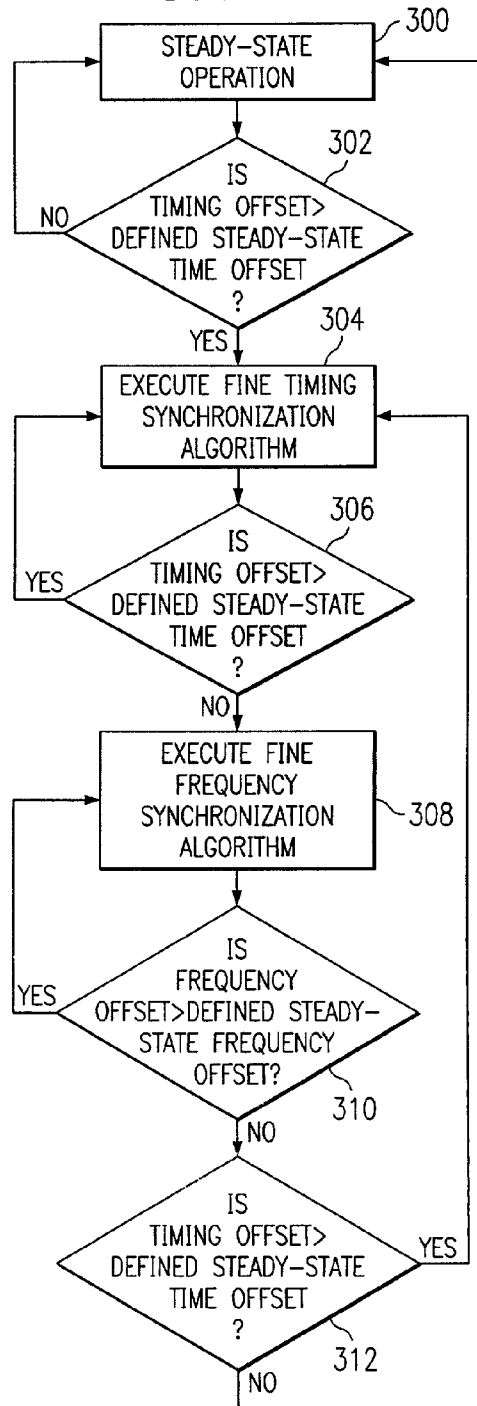 300
STEADY-STATE
OPERATION
302
IS
TIMING OFFSET>
DEFINED STEADY-STATE
TIME OFFSET
?
NO
YES
304
EXECUTE FINE TIMING
SYNCHRONIZATION
ALGORITHM
306
IS
TIMING OFFSET>
DEFINED STEADY-STATE
TIME OFFSET
?
YES
NO
EXECUTE FINE
FREQUENCY
SYNCHRONIZATION
ALGORITHM
308
IS
FREQUENCY
OFFSET>DEFINED STEADY-
STATE FREQUENCY
OFFSET?
YES
310
NO
IS
TIMING OFFSET>
DEFINED STEADY-STATE
TIME OFFSET
?
YES
312
NO